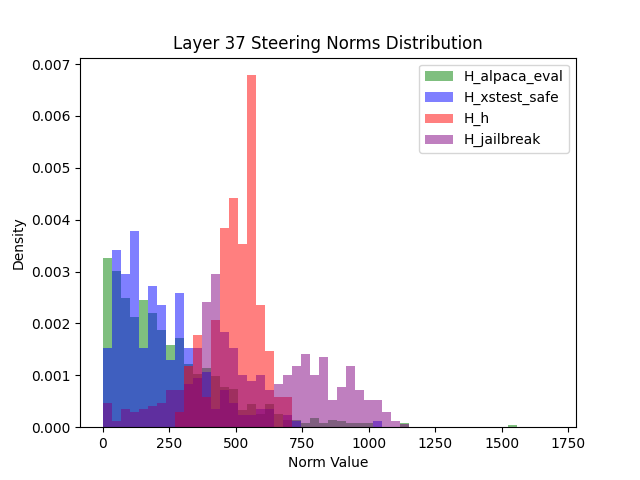 Layer 37 Steering Norms Distribution
H_alpaca_eval
H_xstest_safe
H_h
H_jailbreak
Density
0.007
0.006
0.005
0.004
0.003
0.002
0.001
0.000
0 250 500 750 1000 1250 1500 1750
Norm Value